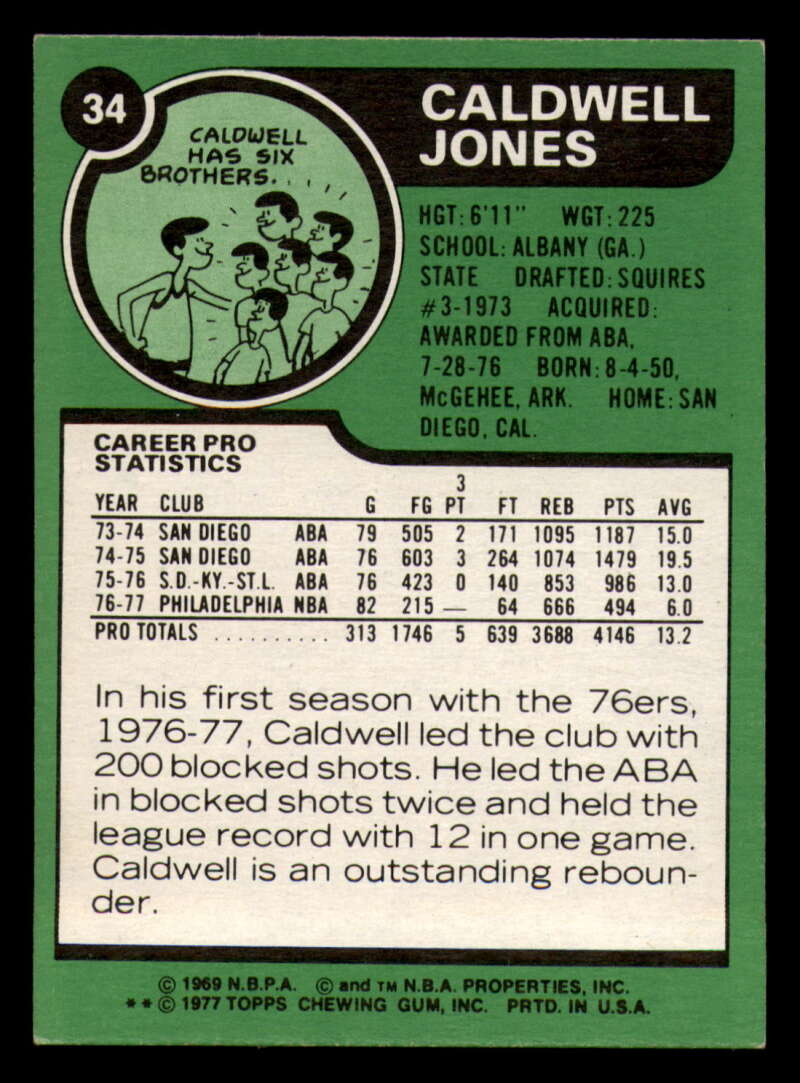 34
CALDWELL
HAS SIX
BROTHERS. . , , ,
CALDWELL
JONES
HGT: 6'11" WGT: 225
SCHOOL: ALBANY (GA.)
STATE DRAFTED: SQUIRES
#3-1973 ACQUIRED:
AWARDED FROM ABA,
7-28-76 BORN: 8-4-50,
McGEHEE, ARK. HOME: SAN
DIEGO, CAL.
CAREER PRO
STATISTICS
YEAR CLUB G FG 3 PT FT REB PTS AVG
73-74 SAN DIEGO ABA 79 505 2 171 1095 1187 15.0
74-75 SAN DIEGO ABA 76 603 3 264 1074 1479 19.5
75-76 S.D.-KY.-ST.L. ABA 76 423 0 140 853 986 13.0
76-77 PHILADELPHIA NBA 82 215 — 64 666 494 6.0
PRO TOTALS .......... 313 1746 5 639 3688 4146 13.2
In his first season with the 76ers,
1976-77, Caldwell led the club with
200 blocked shots. He led the ABA
in blocked shots twice and held the
league record with 12 in one game.
Caldwell is an outstanding reboun-
der.
© 1969 N.B.P.A. © and TM N.B.A. PROPERTIES, INC.
** © 1977 TOPPS CHEWING GUM, INC. PRTD. IN U.S.A.